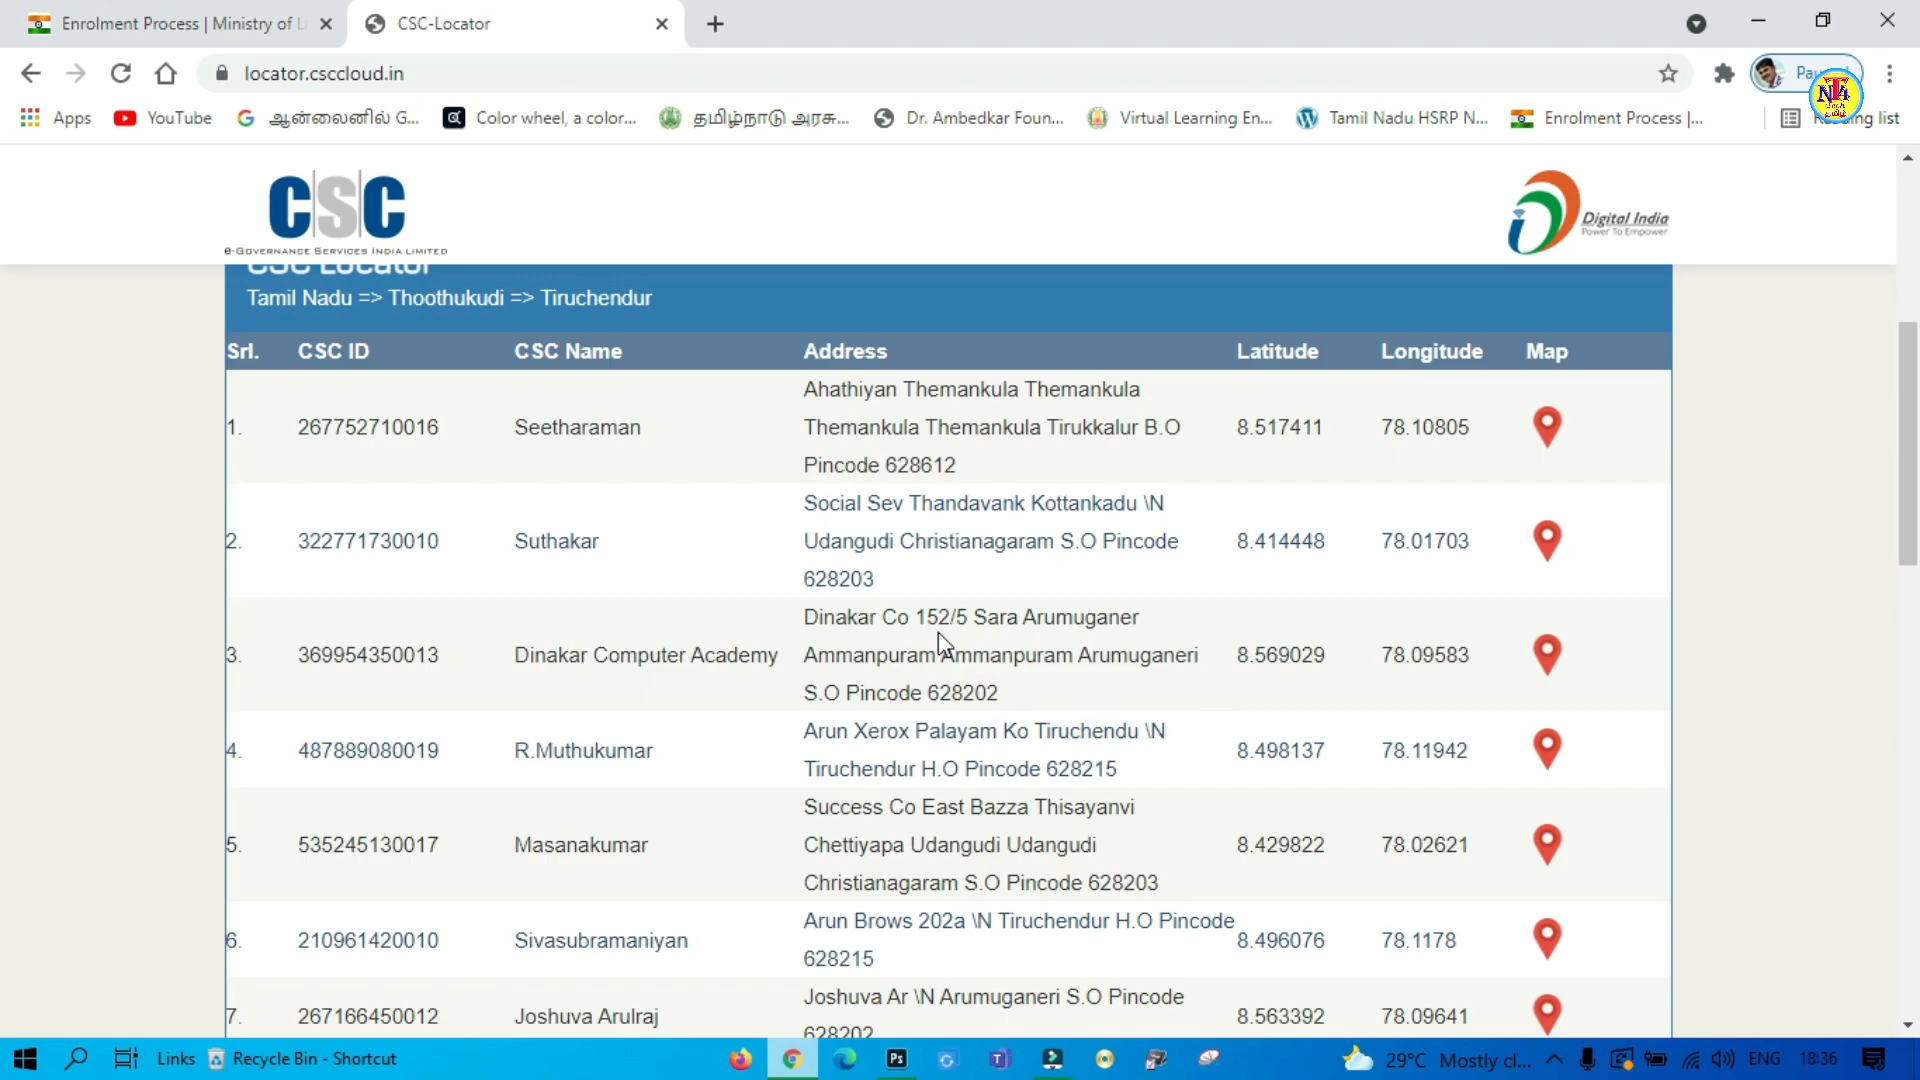 Enrolment Process | Ministry of L
CSC-Locator
locator.csccloud.in
Apps
YouTube
ஆன்லைனில் G...
Color wheel, a color...
தமிழ்நாடு அரசு...
Dr. Ambedkar Foun...
Virtual Learning En...
Tamil Nadu HSRP N...
Enrolment Process |...
CSC
e-Governance Services India Limited
Digital India
Power To Empower
CSC Locator
Tamil Nadu => Thoothukudi => Tiruchendur
Srl. CSC ID CSC Name Address Latitude Longitude Map
Ahathiyan Themankula Themankula
1. 267752710016 Seetharaman Themankula Themankula Tirukkalur B.O 8.517411 78.10805
Pincode 628612
Social Sev Thandavank Kottankadu \N
2. 322771730010 Suthakar Udangudi Christianagaram S.O Pincode 8.414448 78.01703
628203
Dinakar Co 152/5 Sara Arumuganer
3. 369954350013 Dinakar Computer Academy Ammanpuram Ammanpuram Arumuganeri 8.569029 78.09583
S.O Pincode 628202
Arun Xerox Palayam Ko Tiruchendu \N
4. 487889080019 R.Muthukumar 8.498137 78.11942
Tiruchendur H.O Pincode 628215
Success Co East Bazza Thisayanvi
5. 535245130017 Masanakumar Chettiyapa Udangudi Udangudi 8.429822 78.02621
Christianagaram S.O Pincode 628203
Arun Brows 202a \N Tiruchendur H.O Pincode
6. 210961420010 Sivasubramaniyan 8.496076 78.1178
628215
Joshuva Ar \N Arumuganeri S.O Pincode
7. 267166450012 Joshuva Arulraj 8.563392 78.09641
628202
Links
Recycle Bin - Shortcut
29°C Mostly cl...
ENG
18:36